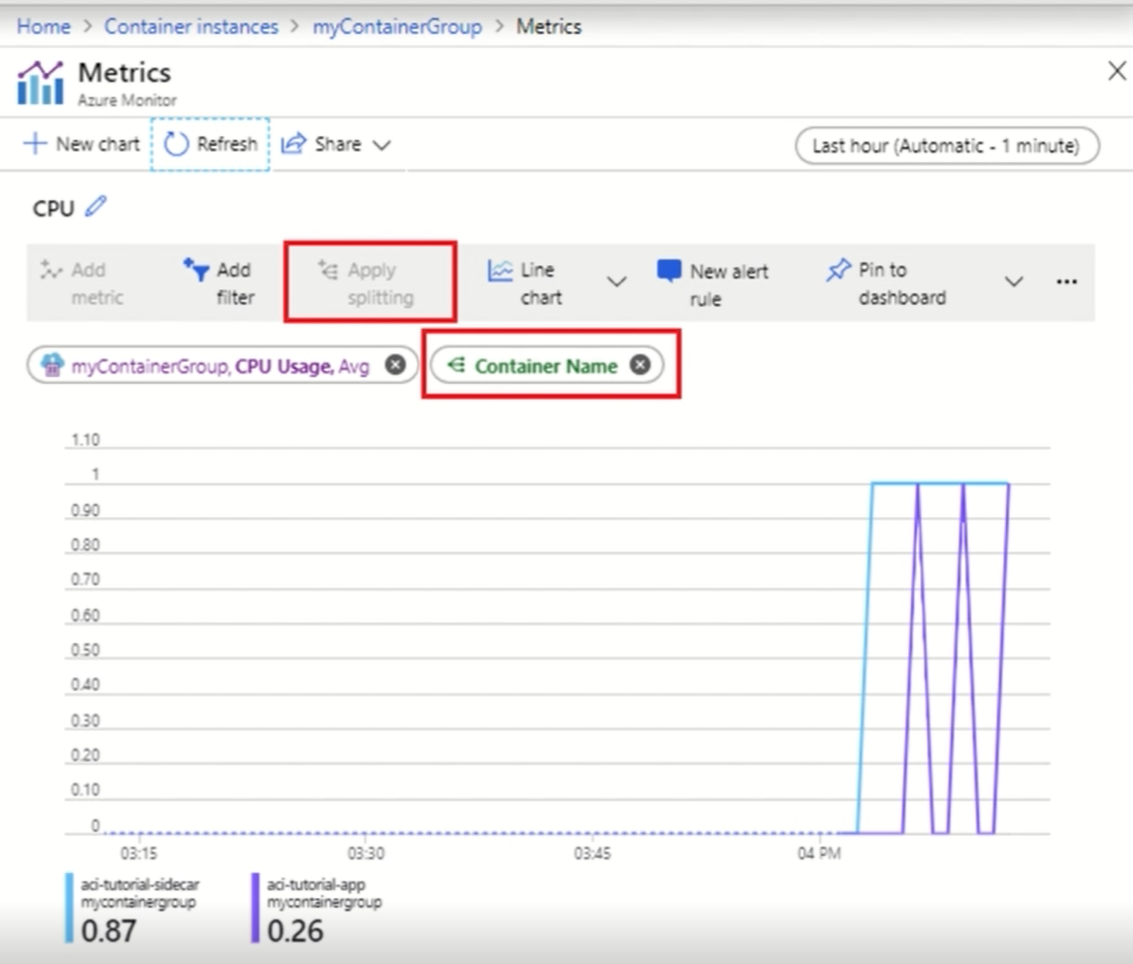 Home > Container instances > myContainerGroup > Metrics
Metrics
Azure Monitor
New chart
Refresh
Share
Last hour (Automatic - 1 minute)
CPU
Add
metric
Add
filter
Apply
splitting
Line
chart
New alert
rule
Pin to
dashboard
...
myContainerGroup, CPU Usage, Avg
Container Name
1.10
1
0.90
0.80
0.70
0.60
0.50
0.40
0.30
0.20
0.10
0
03:15
03:30
03:45
04 PM
aci-tutorial-sidecar
mycontainergroup
0.87
aci-tutorial-app
mycontainergroup
0.26